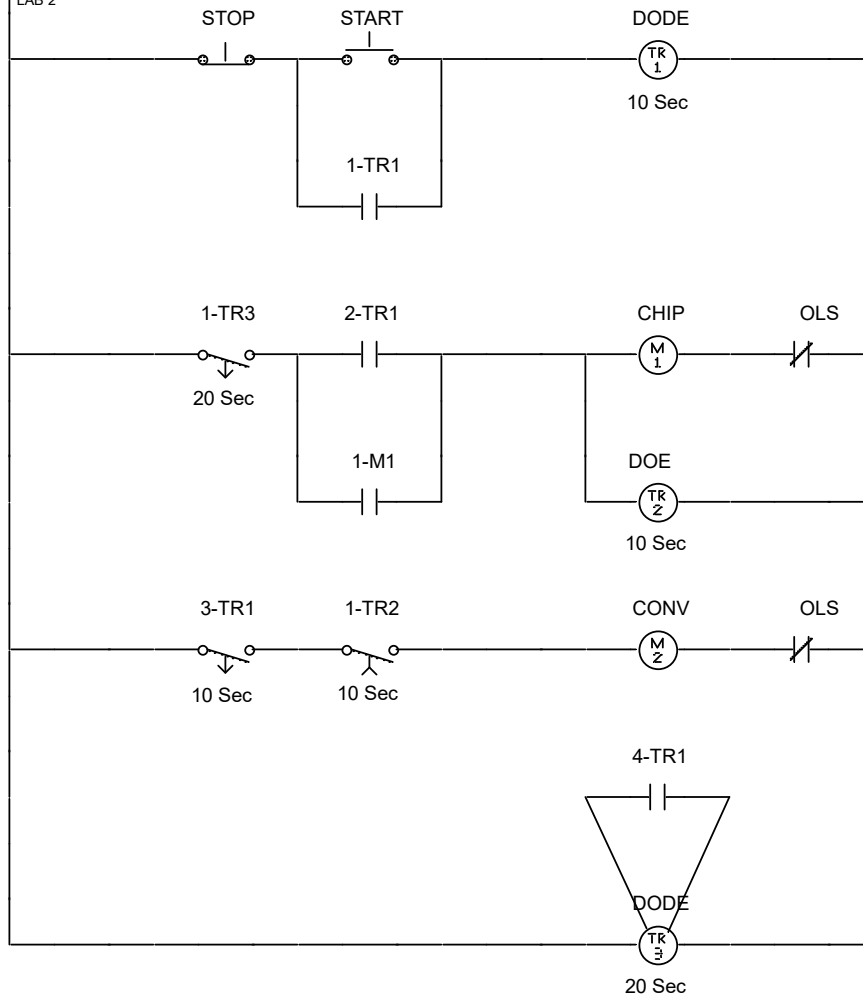 LAB 2
STOP START DODE
TR
1
10 Sec
1-TR1
1-TR3 2-TR1 CHIP OLS
M
1
20 Sec
1-M1 DOE
TR
2
10 Sec
3-TR1 1-TR2 CONV OLS
M
2
10 Sec 10 Sec
4-TR1
DODE
TR
3
20 Sec